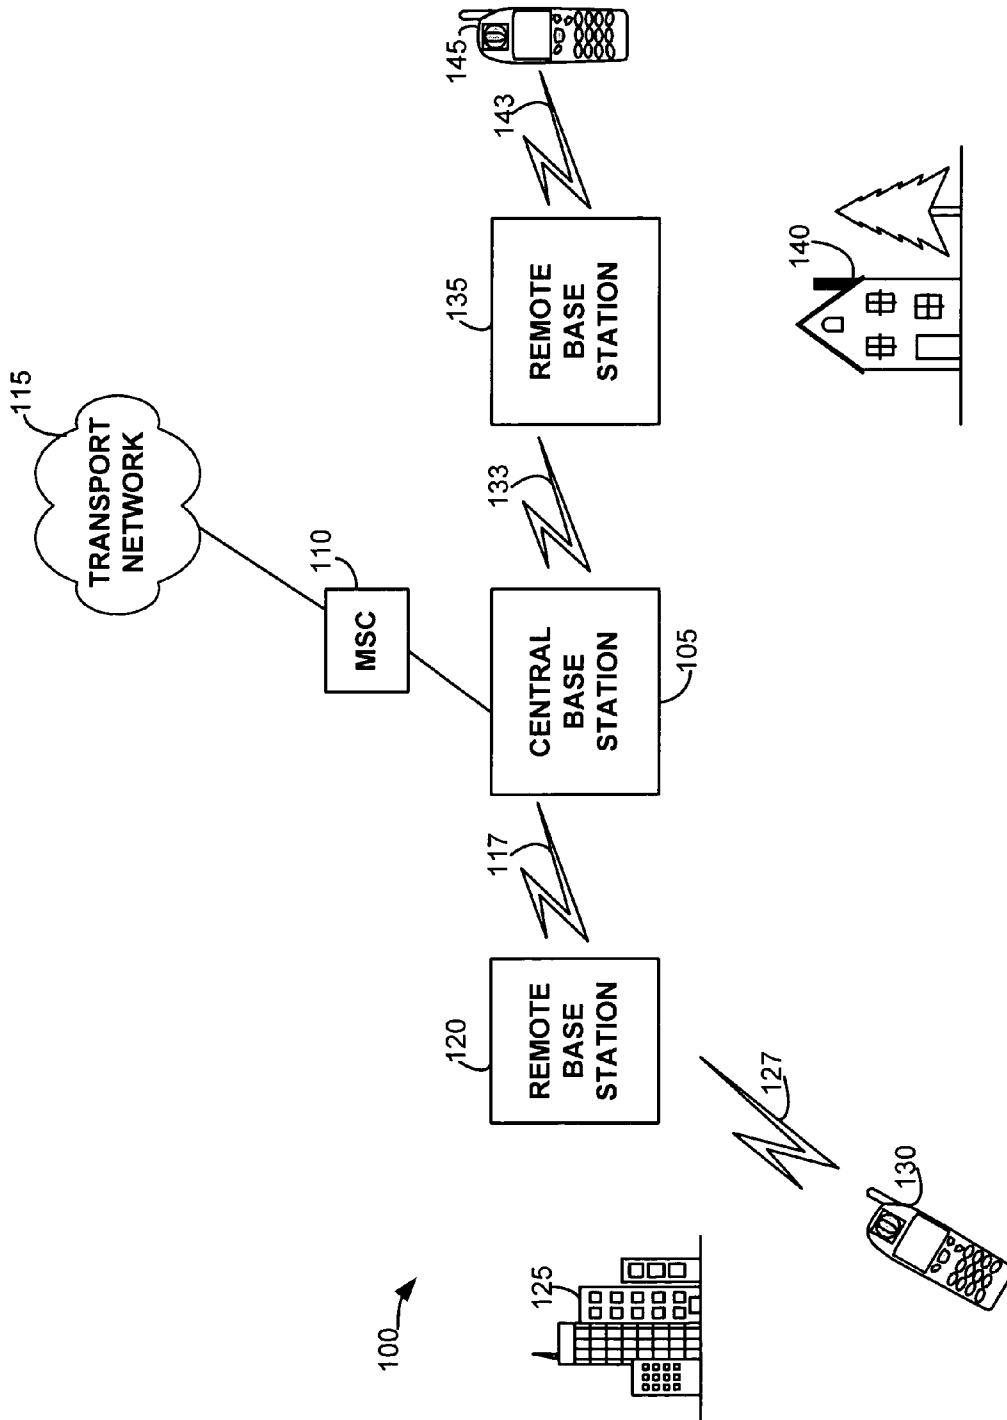 115
TRANSPORT
NETWORK
110
MSC
145
143
135
REMOTE
BASE
STATION
133
CENTRAL
BASE
STATION
105
117
120
REMOTE
BASE
STATION
140
127
130
125
100